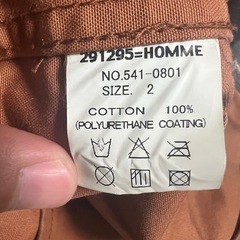 291295=HOMME
NO.541-0801
SIZE. 2
COTTON 100%
(POLYURETHANE COATING)